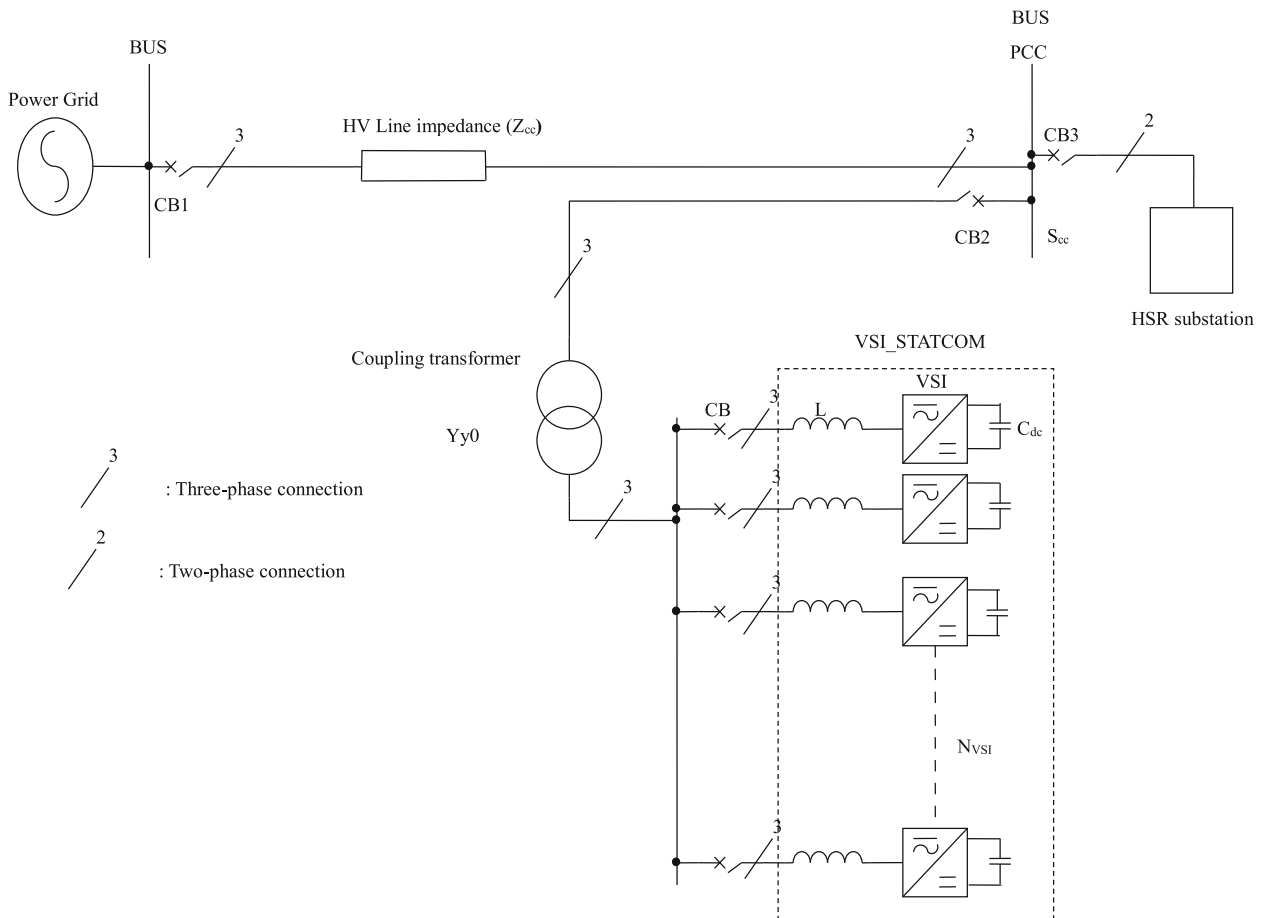 BUS
BUS
PCC
Power Grid
HV Line impedance (Zcc)
3
3
CB3
2
CB1
CB2
Scc
3
HSR substation
VSI_STATCOM
Coupling transformer
VSI
3
CB
L
Cdc
Yy0
3
: Three-phase connection
3
3
2
: Two-phase connection
3
NVSI
3